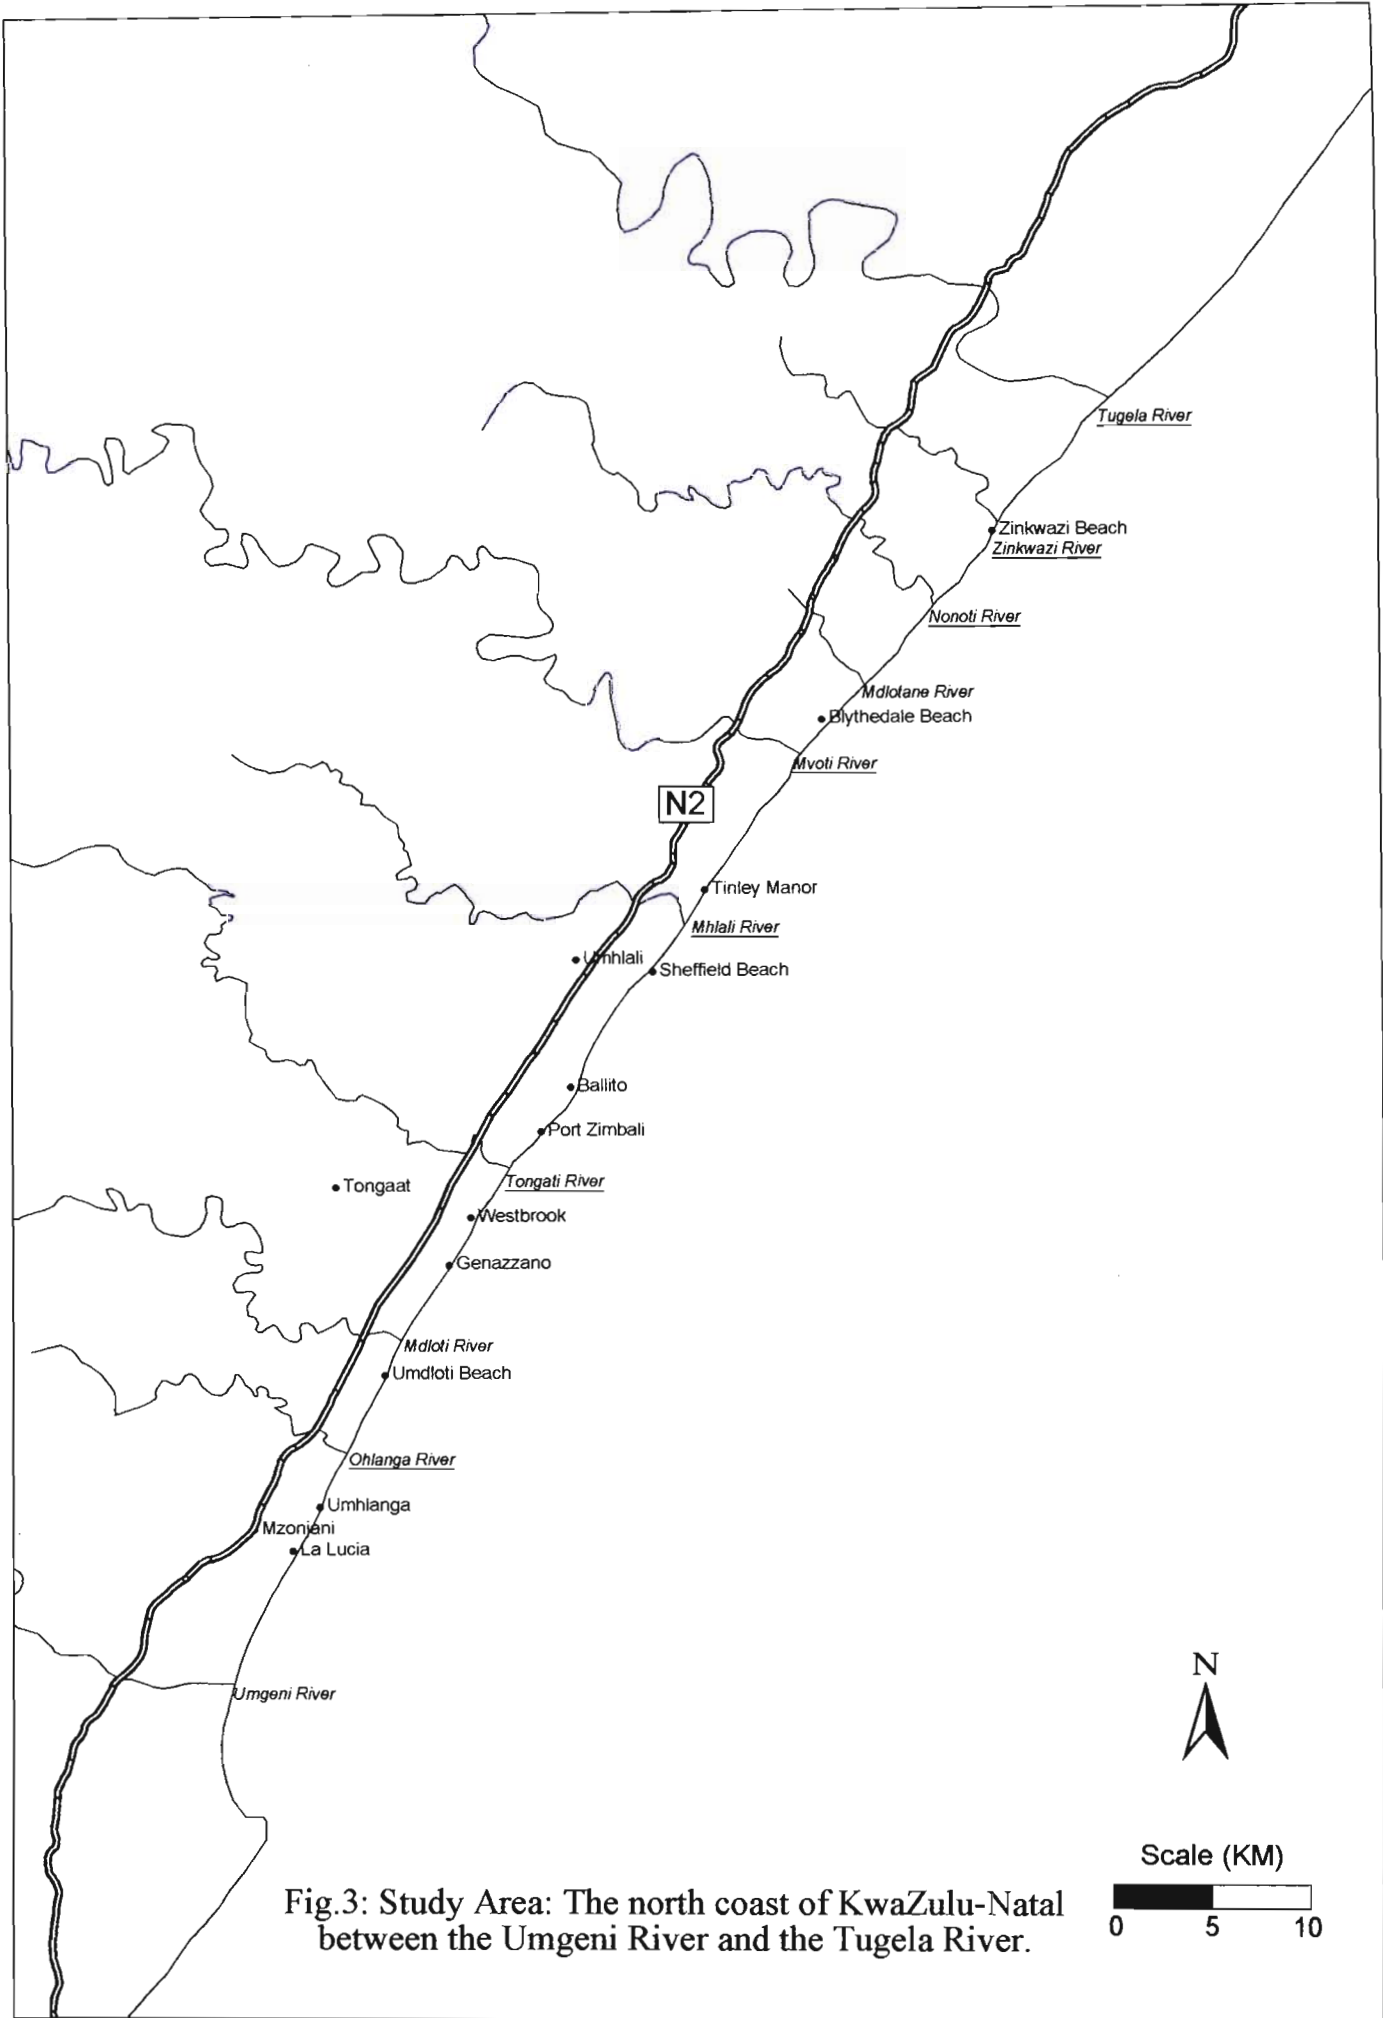 Tugela River
Zinkwazi Beach
Zinkwazi River
Nonoti River
Mdlotane River
Blythedale Beach
Mvoti River
N2
Tinley Manor
Mhlali River
Umhlali
Sheffield Beach
Ballito
Port Zimbali
Tongati River
Tongaat
Westbrook
Genazzano
Mdloti River
Umdloti Beach
Ohlanga River
Umhlanga
Mzonjani
La Lucia
Umgeni River
N
Scale (KM)
0 5 10
Fig.3: Study Area: The north coast of KwaZulu-Natal
between the Umgeni River and the Tugela River.